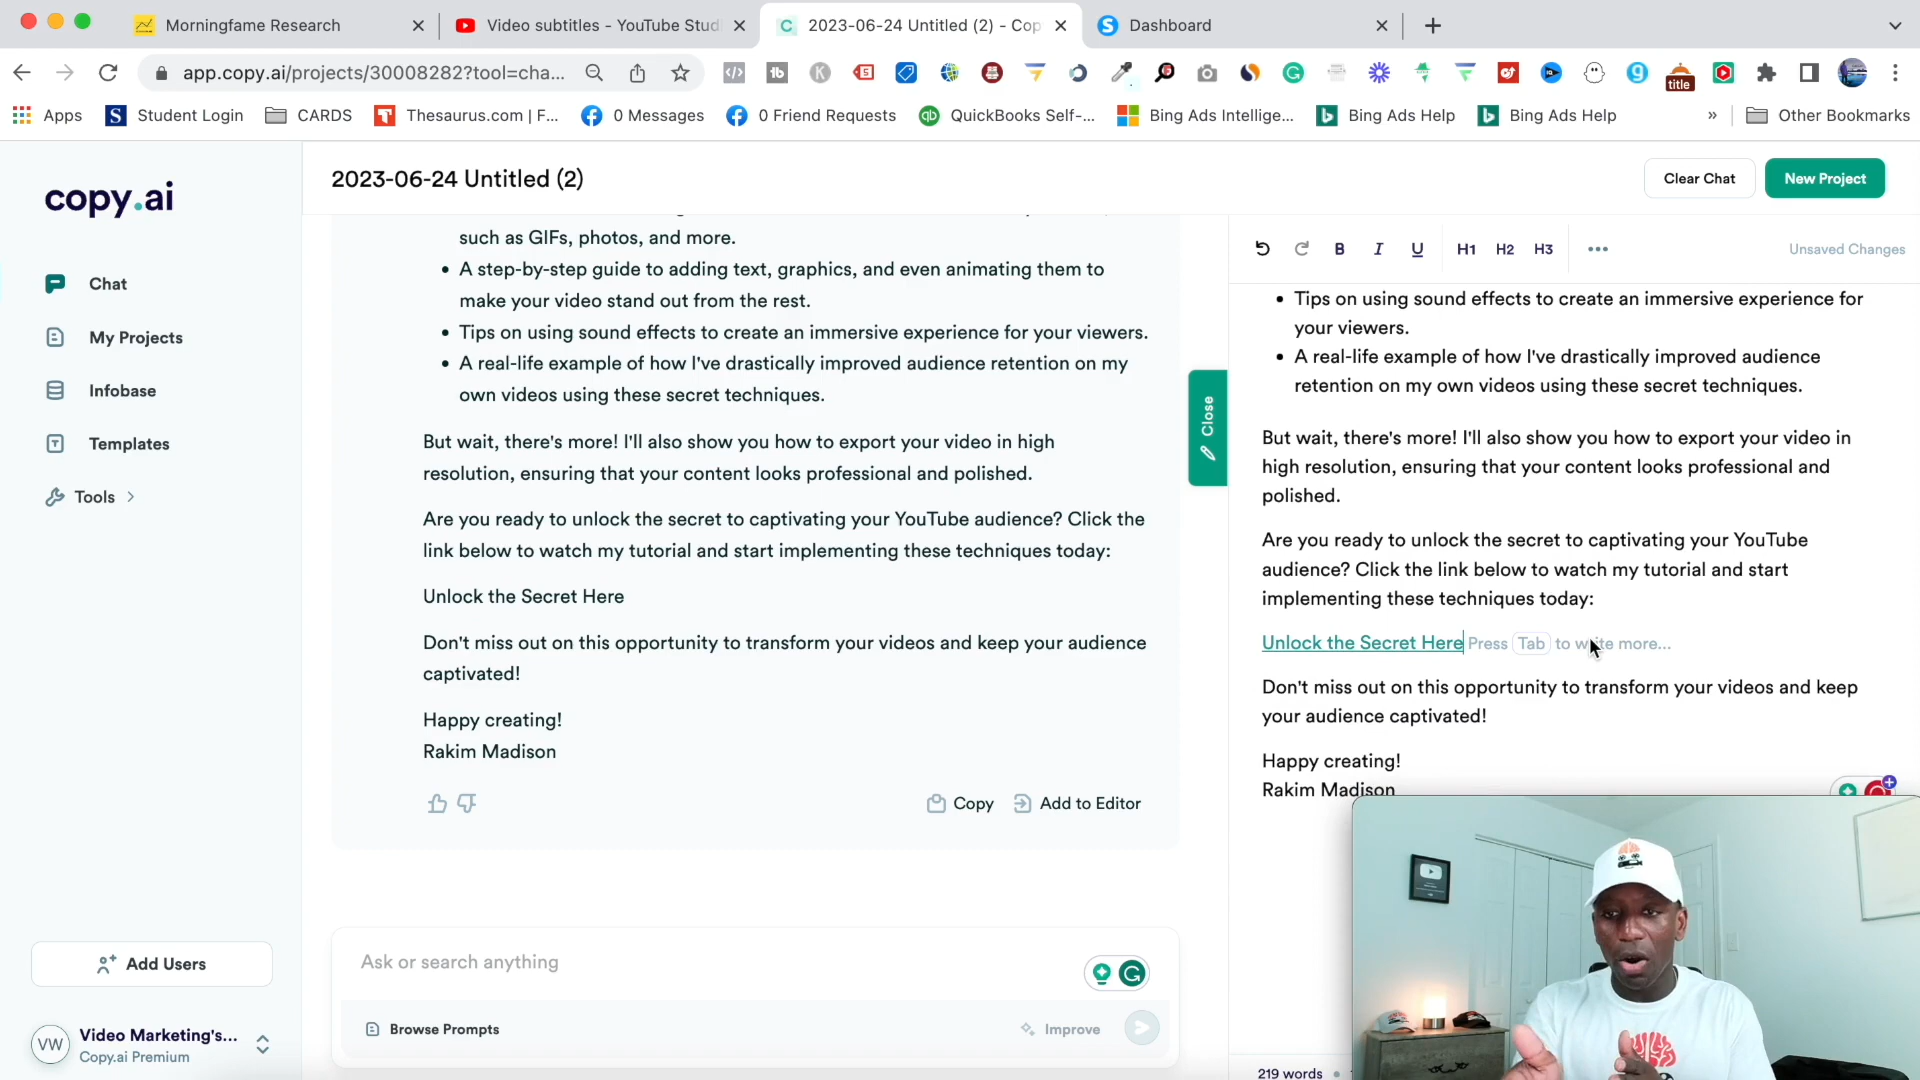 Morningfame Research
Video subtitles - YouTube Stud
2023-06-24 Untitled (2) - Cop
Dashboard
app.copy.ai/projects/30008282?tool=cha...
title
Apps
Student Login
CARDS
Thesaurus.com | F...
0 Messages
0 Friend Requests
QuickBooks Self-...
Bing Ads Intellige...
Bing Ads Help
Bing Ads Help
»
Other Bookmarks
copy.ai
2023-06-24 Untitled (2)
Clear Chat
New Project
Chat
My Projects
Infobase
Templates
Tools
Add Users
VW
Video Marketing's...
Copy.ai Premium
such as GIFs, photos, and more.
• A step-by-step guide to adding text, graphics, and even animating them to
make your video stand out from the rest.
• Tips on using sound effects to create an immersive experience for your viewers.
• A real-life example of how I've drastically improved audience retention on my
own videos using these secret techniques.
But wait, there's more! I'll also show you how to export your video in high
resolution, ensuring that your content looks professional and polished.
Are you ready to unlock the secret to captivating your YouTube audience? Click the
link below to watch my tutorial and start implementing these techniques today:
Unlock the Secret Here
Don't miss out on this opportunity to transform your videos and keep your audience
captivated!
Happy creating!
Rakim Madison
Copy
Add to Editor
Ask or search anything
Browse Prompts
Improve
Close
B I U H1 H2 H3
Unsaved Changes
• Tips on using sound effects to create an immersive experience for
your viewers.
• A real-life example of how I've drastically improved audience
retention on my own videos using these secret techniques.
But wait, there's more! I'll also show you how to export your video in
high resolution, ensuring that your content looks professional and
polished.
Are you ready to unlock the secret to captivating your YouTube
audience? Click the link below to watch my tutorial and start
implementing these techniques today:
Unlock the Secret Here Press Tab to write more...
Don't miss out on this opportunity to transform your videos and keep
your audience captivated!
Happy creating!
Rakim Madison
219 words